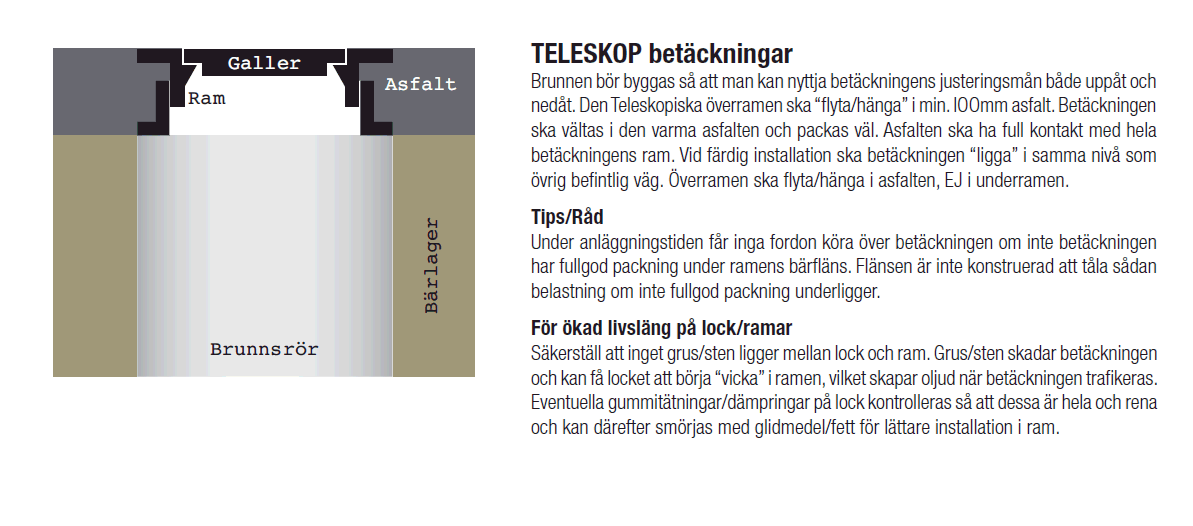 Galler
Asfalt
Ram
Bärlager
Brunnsrör
TELESKOP betäckningar
Brunnen bör byggas så att man kan nyttja betäckningens justeringsmån både uppåt och
nedåt. Den Teleskopiska överramen ska “flyta/hänga” i min. l00mm asfalt. Betäckningen
ska vältas i den varma asfalten och packas väl. Asfalten ska ha full kontakt med hela
betäckningens ram. Vid färdig installation ska betäckningen “ligga” i samma nivå som
övrig befintlig väg. Överramen ska flyta/hänga i asfalten, EJ i underramen.
Tips/Råd
Under anläggningstiden får inga fordon köra över betäckningen om inte betäckningen
har fullgod packning under ramens bärfläns. Flänsen är inte konstruerad att tåla sådan
belastning om inte fullgod packning underligger.
För ökad livsläng på lock/ramar
Säkerställ att inget grus/sten ligger mellan lock och ram. Grus/sten skadar betäckningen
och kan få locket att börja “vicka” i ramen, vilket skapar oljud när betäckningen trafikeras.
Eventuella gummitätningar/dämpringar på lock kontrolleras så att dessa är hela och rena
och kan därefter smörjas med glidmedel/fett för lättare installation i ram.